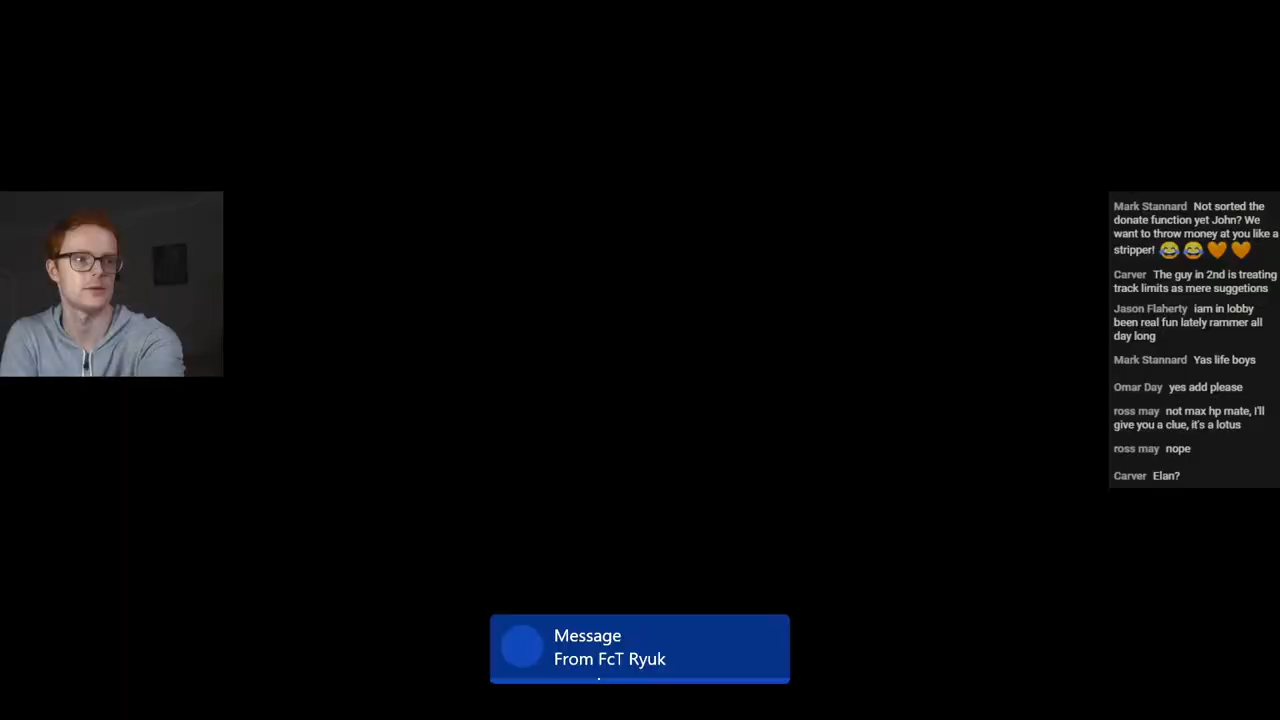 Mark Stannard Not sorted the
donate function yet John? We
want to throw money at you like a
stripper! 😂 😂 🧡 🧡
Carver The guy in 2nd is treating
track limits as mere suggetions
Jason Flaherty iam in lobby
been real fun lately rammer all
day long
Mark Stannard Yas life boys
Omar Day yes add please
ross may not max hp mate, I'll
give you a clue, it's a lotus
ross may nope
Carver Elan?
Message
From FcT Ryuk